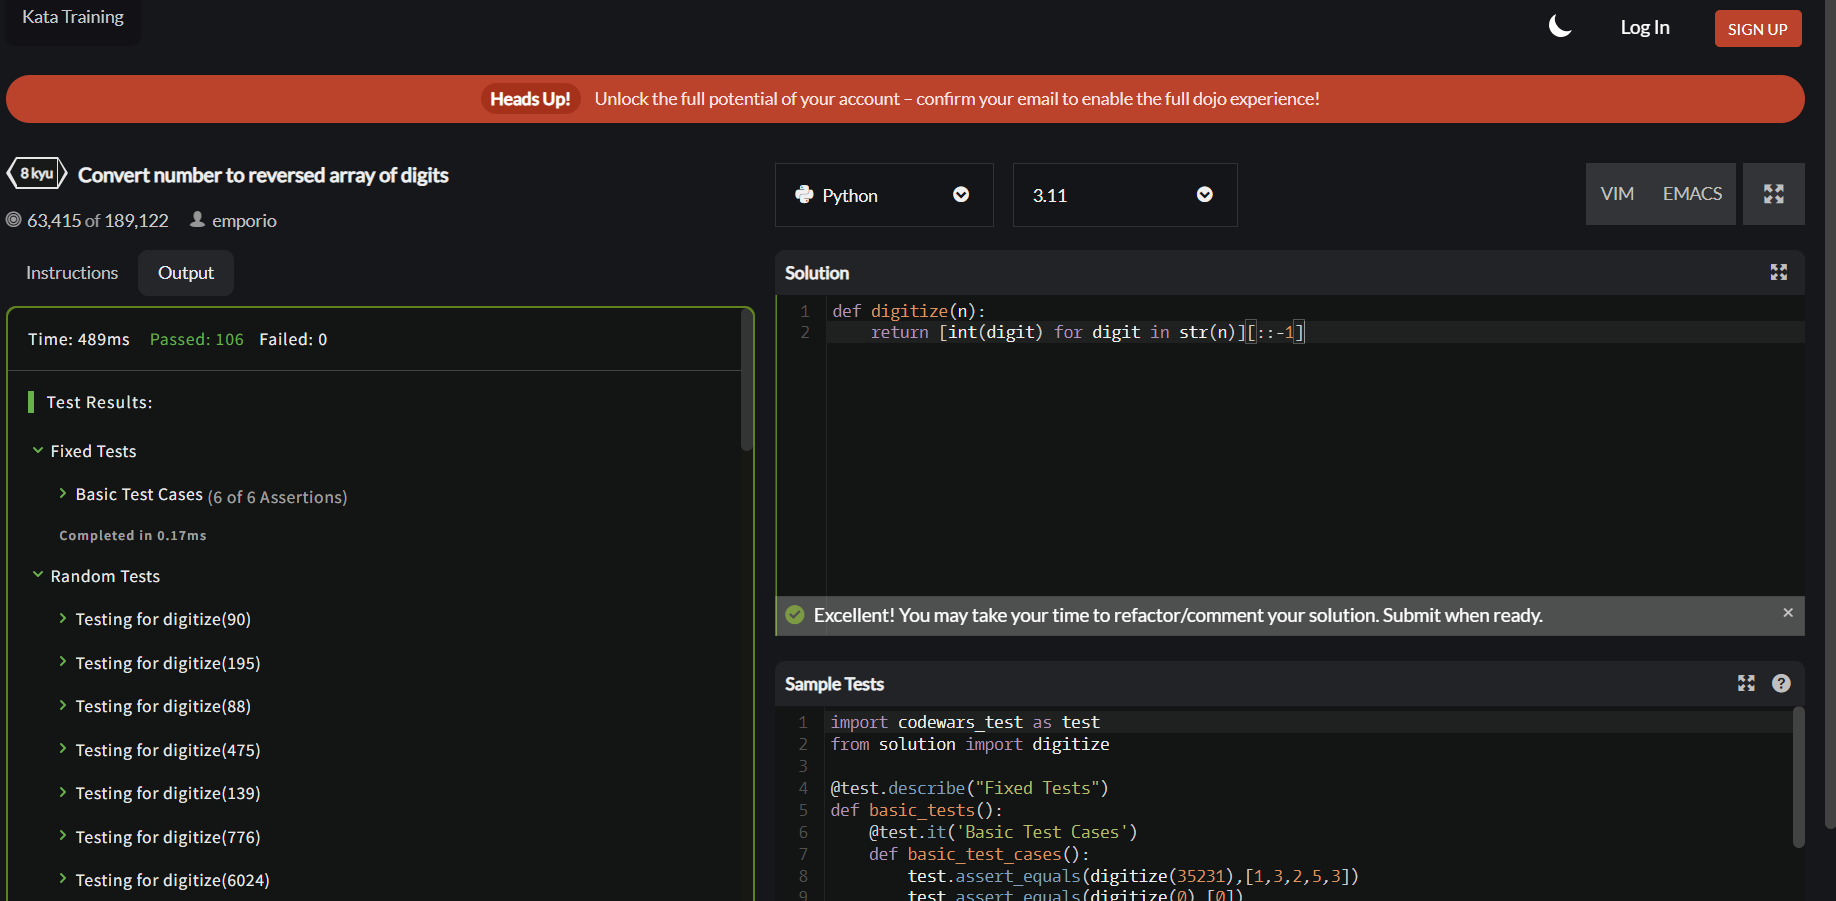 Kata Training
Log In
SIGN UP
Heads Up! Unlock the full potential of your account – confirm your email to enable the full dojo experience!
8 kyu Convert number to reversed array of digits
63,415 of 189,122 emporio
Instructions Output
Time: 489ms Passed: 106 Failed: 0
Test Results:
Fixed Tests
Basic Test Cases (6 of 6 Assertions)
Completed in 0.17ms
Random Tests
Testing for digitize(90)
Testing for digitize(195)
Testing for digitize(88)
Testing for digitize(475)
Testing for digitize(139)
Testing for digitize(776)
Testing for digitize(6024)
Python 3.11 VIM EMACS
Solution
1 def digitize(n):
2     return [int(digit) for digit in str(n)][::-1]
Excellent! You may take your time to refactor/comment your solution. Submit when ready. ×
Sample Tests ?
1 import codewars_test as test
2 from solution import digitize
3
4 @test.describe("Fixed Tests")
5 def basic_tests():
6     @test.it('Basic Test Cases')
7     def basic_test_cases():
8         test.assert_equals(digitize(35231),[1,3,2,5,3])
9         test.assert_equals(digitize(0),[0])